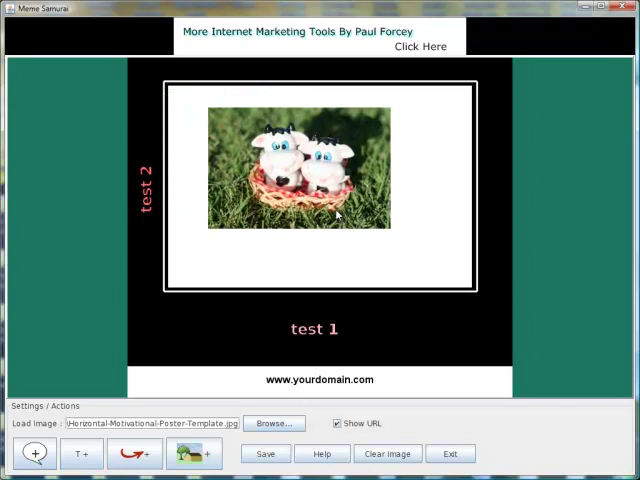 Meme Samurai
More Internet Marketing Tools By Paul Forcey
Click Here
test 2
test 1
www.yourdomain.com
Settings / Actions
Load Image : \Horizontal-Motivational-Poster-Template.jpg Browse... Show URL
+ T + + + Save Help Clear Image Exit